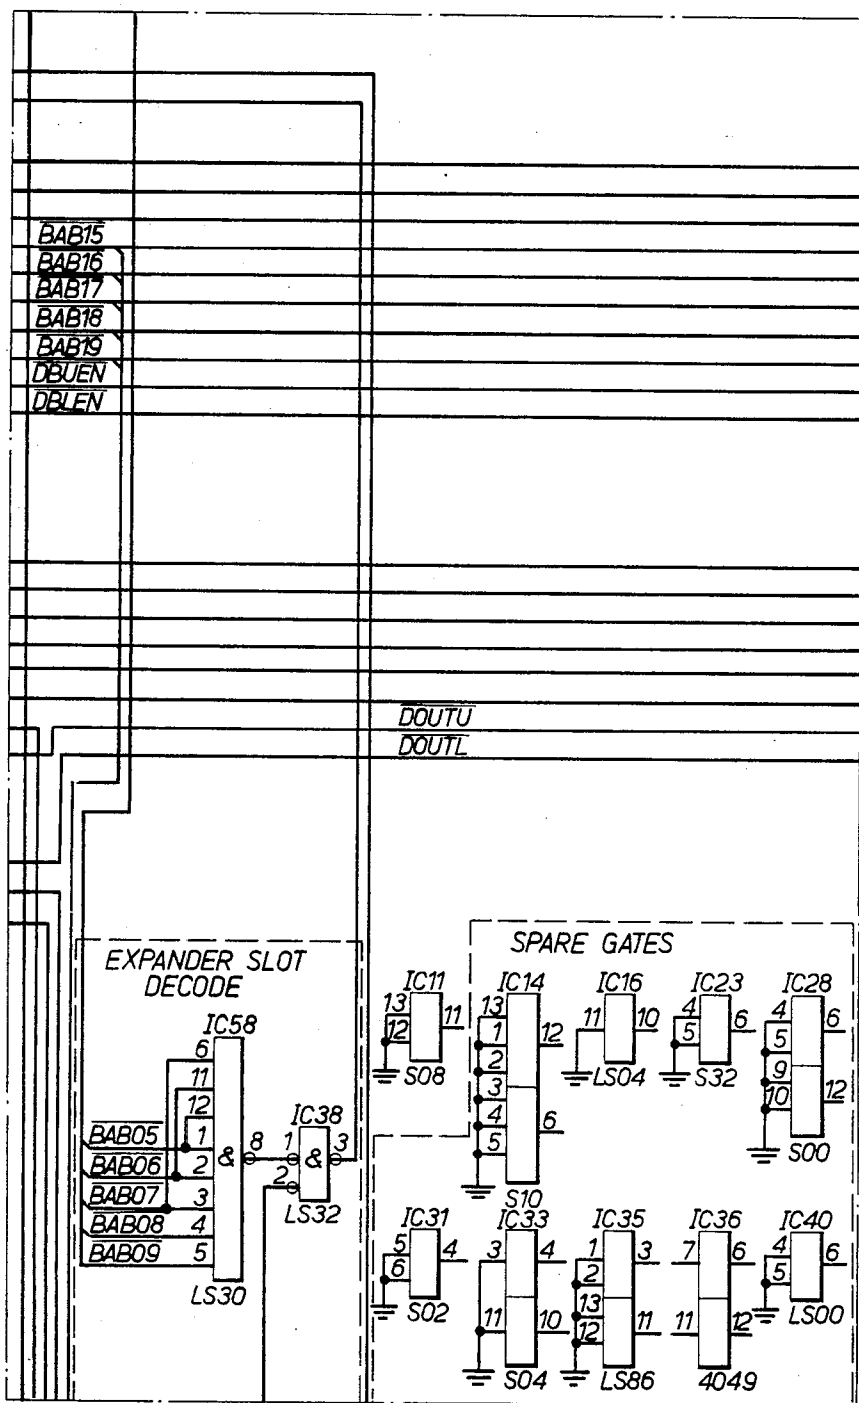 BAB15
BAB16
BAB17
BAB18
BAB19
DBUEN
DBLEN
DOUTU
DOUTL
EXPANDER SLOT
DECODE
IC58
6
11
12
BAB05 1
BAB06 2
BAB07 3
BAB08 4
BAB09 5
& 8
LS30
IC38
1 & 3
2
LS32
SPARE GATES
IC11
13 11
12
S08
IC14
13
1 12
2
3
4 6
5
S10
IC16
11 10
LS04
IC23
4 6
5
S32
IC28
4 6
5
9
10 12
S00
IC31
5 4
6
S02
IC33
3 4
11 10
S04
IC35
1 3
2
13
12 11
LS86
IC36
7 6
11 12
4049
IC40
4 6
5
LS00